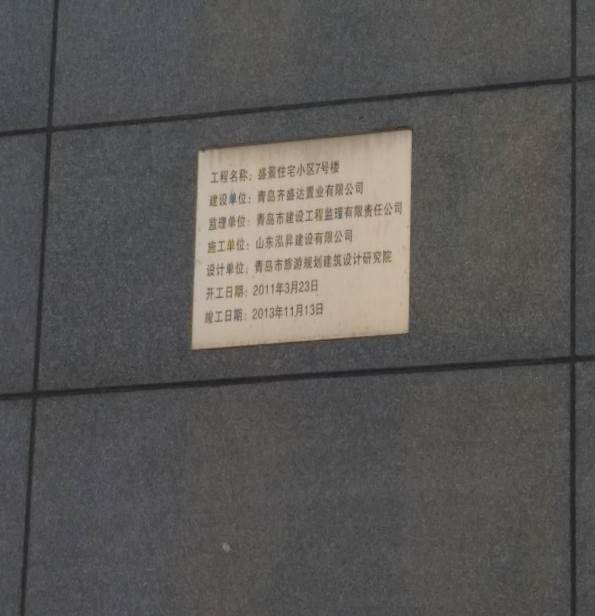 工程名称：盛景住宅小区7号楼
建设单位：青岛齐盛达置业有限公司
监理单位：青岛市建设工程监理有限责任公司
施工单位：山东泓昇建设有限公司
设计单位：青岛市旅游规划建筑设计研究院
开工日期：2011年3月23日
竣工日期：2013年11月13日